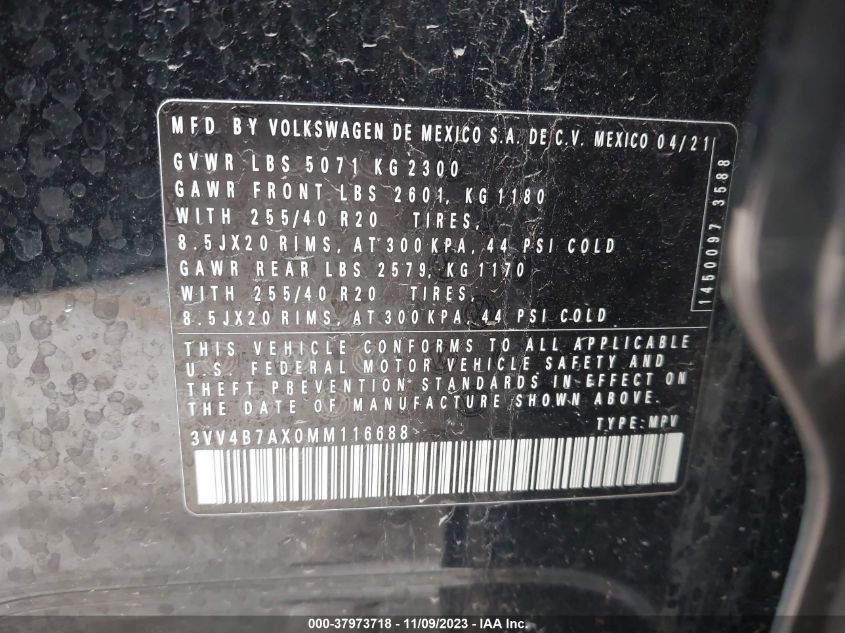 MFD BY VOLKSWAGEN DE MEXICO S.A. DE C.V. MEXICO 04/21
GVWR LBS 5071 KG 2300
GAWR FRONT LBS 2601, KG 1180
WITH 255/40 R20 TIRES,
8.5JX20 RIMS, AT 300 KPA, 44 PSI COLD
GAWR REAR LBS 2579, KG 1170
WITH 255/40 R20 TIRES,
8.5JX20 RIMS, AT 300 KPA, 44 PSI COLD
1450097 3588
THIS VEHICLE CONFORMS TO ALL APPLICABLE
U.S. FEDERAL MOTOR VEHICLE SAFETY AND
THEFT PREVENTION STANDARDS IN EFFECT ON
THE DATE OF MANUFACTURE SHOWN ABOVE.
3VV4B7AX0MM116688 TYPE: MPV
000-37973718 - 11/09/2023 - IAA Inc.